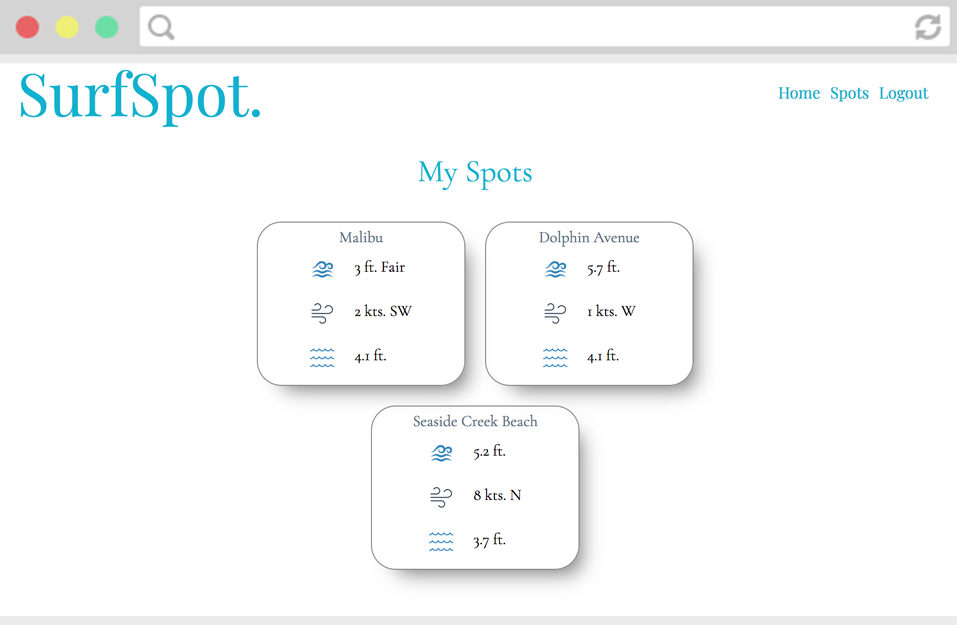 SurfSpot.
Home Spots Logout
My Spots
Malibu
3 ft. Fair
2 kts. SW
4.1 ft.
Dolphin Avenue
5.7 ft.
1 kts. W
4.1 ft.
Seaside Creek Beach
5.2 ft.
8 kts. N
3.7 ft.